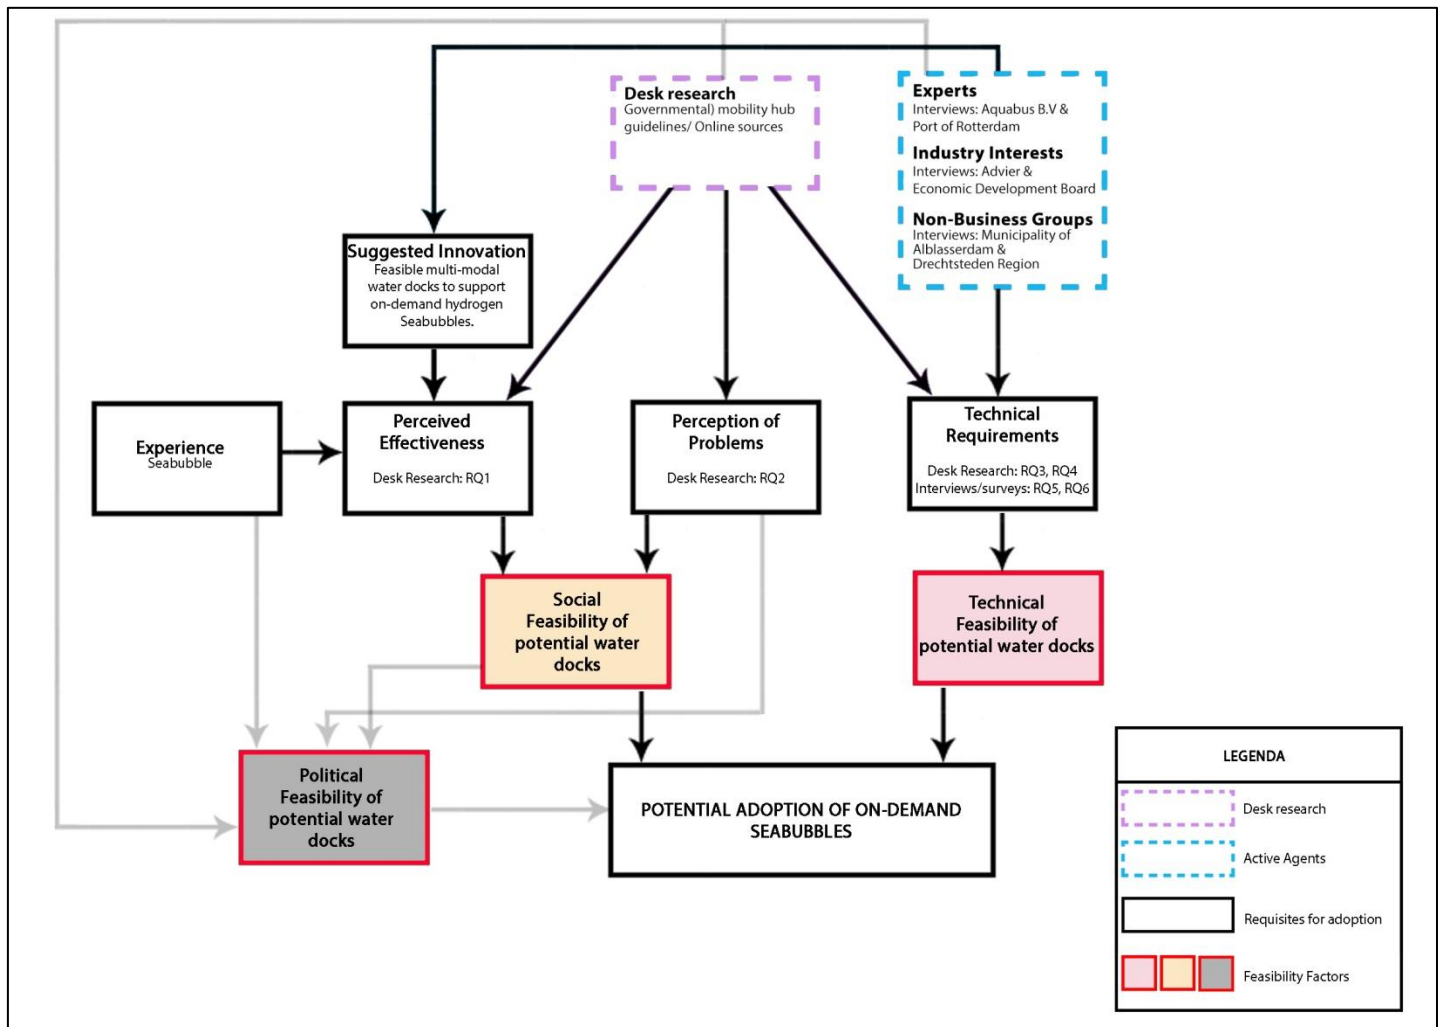 Desk research
Governmental) mobility hub
guidelines/ Online sources
Experts
Interviews: Aquabus B.V &
Port of Rotterdam
Industry Interests
Interviews: Advier &
Economic Development Board
Non-Business Groups
Interviews: Municipality of
Alblasserdam &
Drechtsteden Region
Suggested Innovation
Feasible multi-modal
water docks to support
on-demand hydrogen
Seabubbles.
Experience
Seabubble
Perceived
Effectiveness
Desk Research: RQ1
Perception of
Problems
Desk Research: RQ2
Technical
Requirements
Desk Research: RQ3, RQ4
Interviews/surveys: RQ5, RQ6
Social
Feasibility of
potential water
docks
Technical
Feasibility of
potential water docks
Political
Feasibility of
potential water
docks
POTENTIAL ADOPTION OF ON-DEMAND
SEABUBBLES
LEGENDA
Desk research
Active Agents
Requisites for adoption
Feasibility Factors